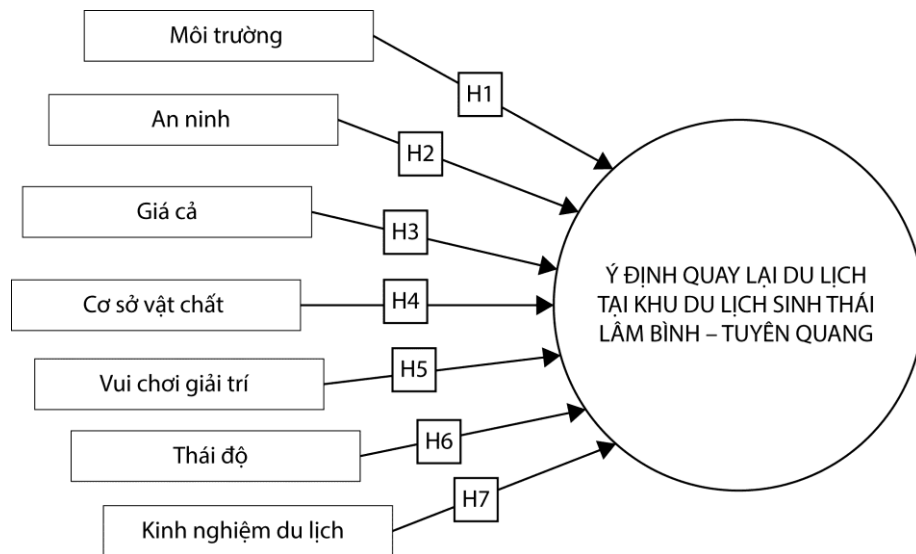 Môi trường
H1
An ninh
H2
Giá cả
H3
Cơ sở vật chất
H4
Vui chơi giải trí
H5
Thái độ
H6
Kinh nghiệm du lịch
H7
Ý ĐỊNH QUAY LẠI DU LỊCH
TẠI KHU DU LỊCH SINH THÁI
LÂM BÌNH – TUYÊN QUANG